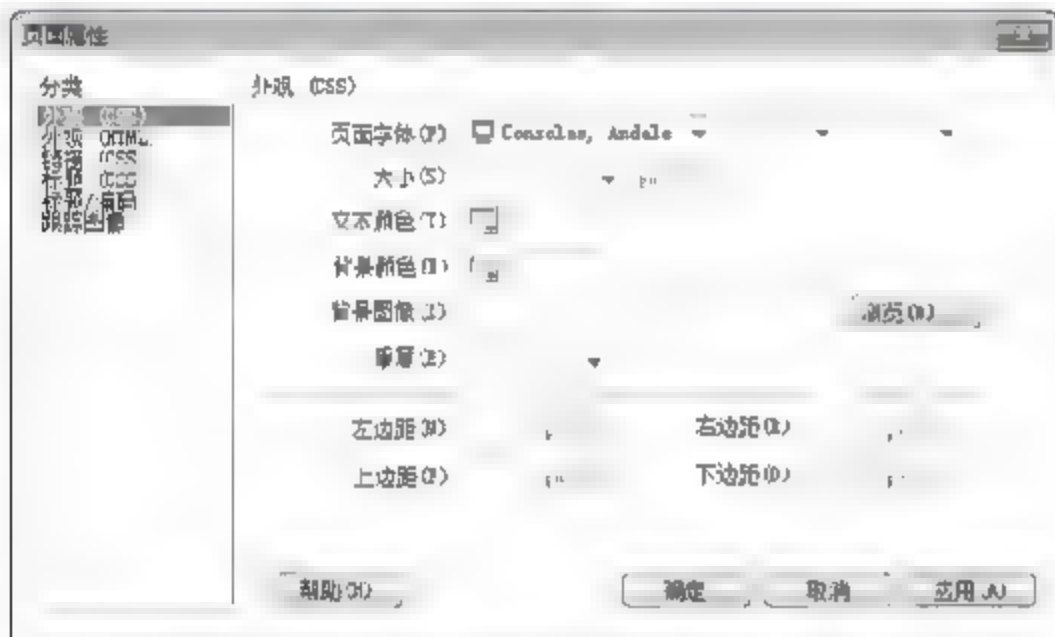 页面属性
分类
外观 (CSS)
外观 (HTML)
链接 (CSS)
标题 (CSS)
标题/编码
跟踪图像
外观 (CSS)
页面字体(F) Consolas, Andale
大小(S)
文本颜色(T)
背景颜色(B)
背景图像(I)
浏览(W)
重复(E)
左边距(M)
右边距(R)
上边距(P)
下边距(O)
帮助(H)
确定
取消
应用(A)